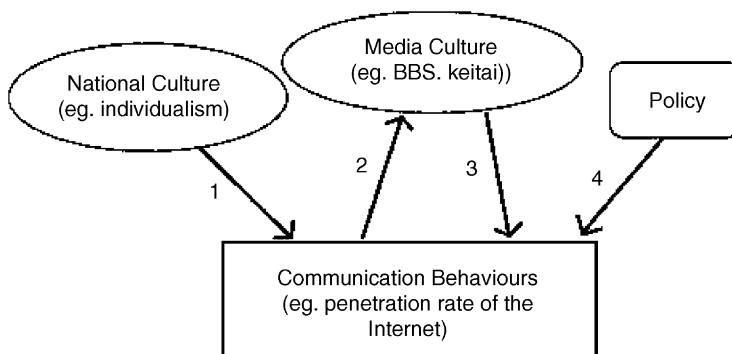 National Culture
(eg. individualism)
Media Culture
(eg. BBS. keitai))
Policy
1
2
3
4
Communication Behaviours
(eg. penetration rate of the
Internet)